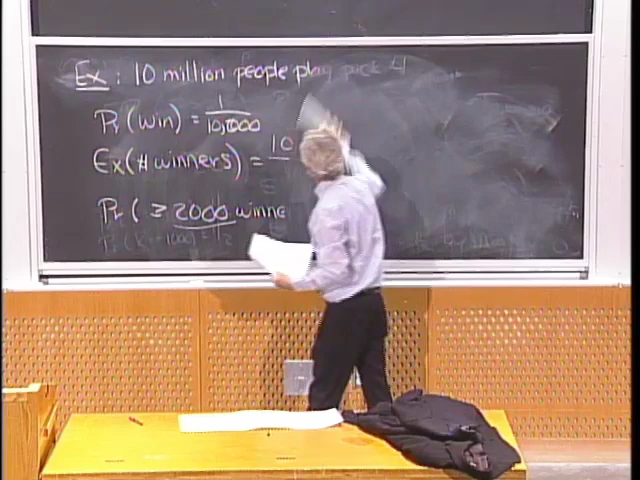 Ex: 10 million people play pick 4
Pr(win) = 1/10,000
Ex(# winners) = 10
Pr( ≥ 2000 winne